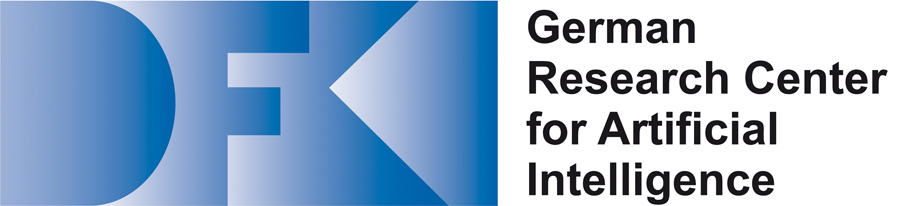 DFKI
German
Research Center
for Artificial
Intelligence